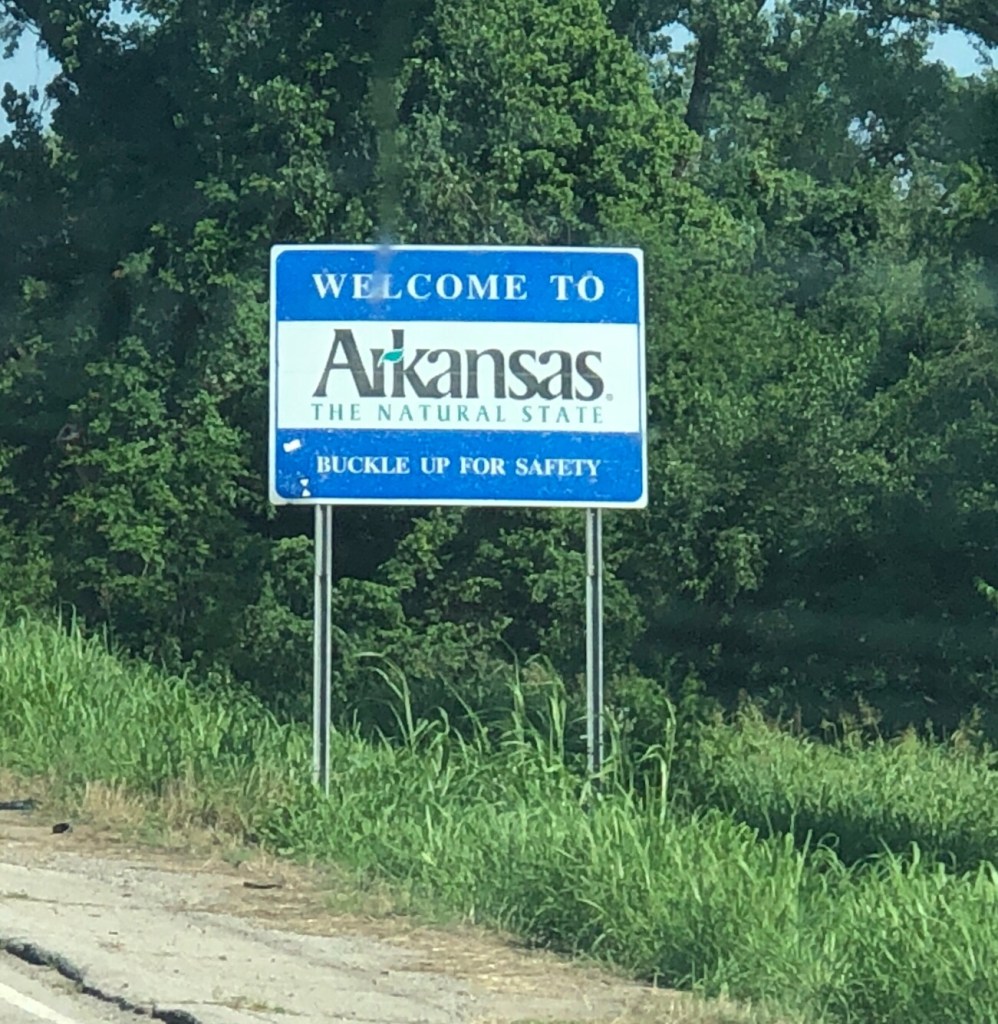 WELCOME TO
Arkansas®
THE NATURAL STATE
BUCKLE UP FOR SAFETY